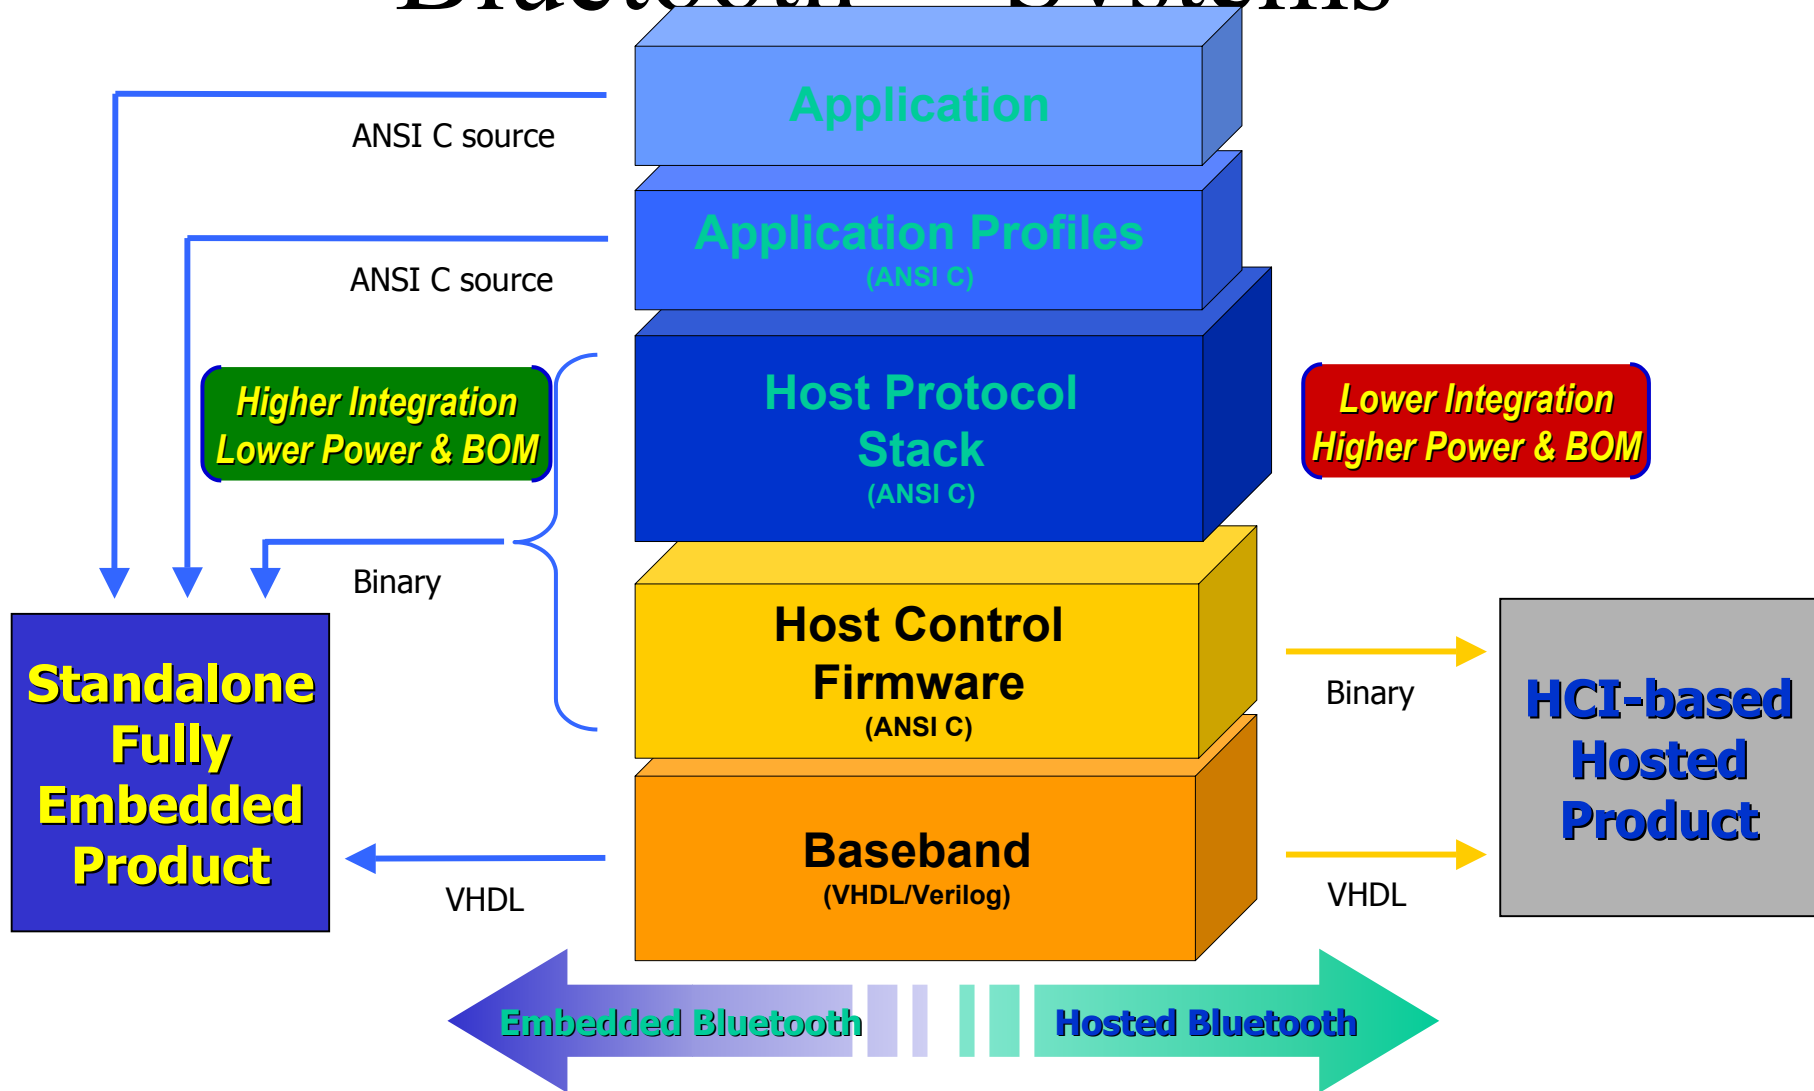 Bluetooth Systems
Application
ANSI C source
Application Profiles
(ANSI C)
ANSI C source
Higher Integration
Lower Power & BOM
Host Protocol
Stack
(ANSI C)
Lower Integration
Higher Power & BOM
Binary
Host Control
Firmware
(ANSI C)
Binary
Standalone
Fully
Embedded
Product
HCI-based
Hosted
Product
Baseband
(VHDL/Verilog)
VHDL
VHDL
Embedded Bluetooth
Hosted Bluetooth